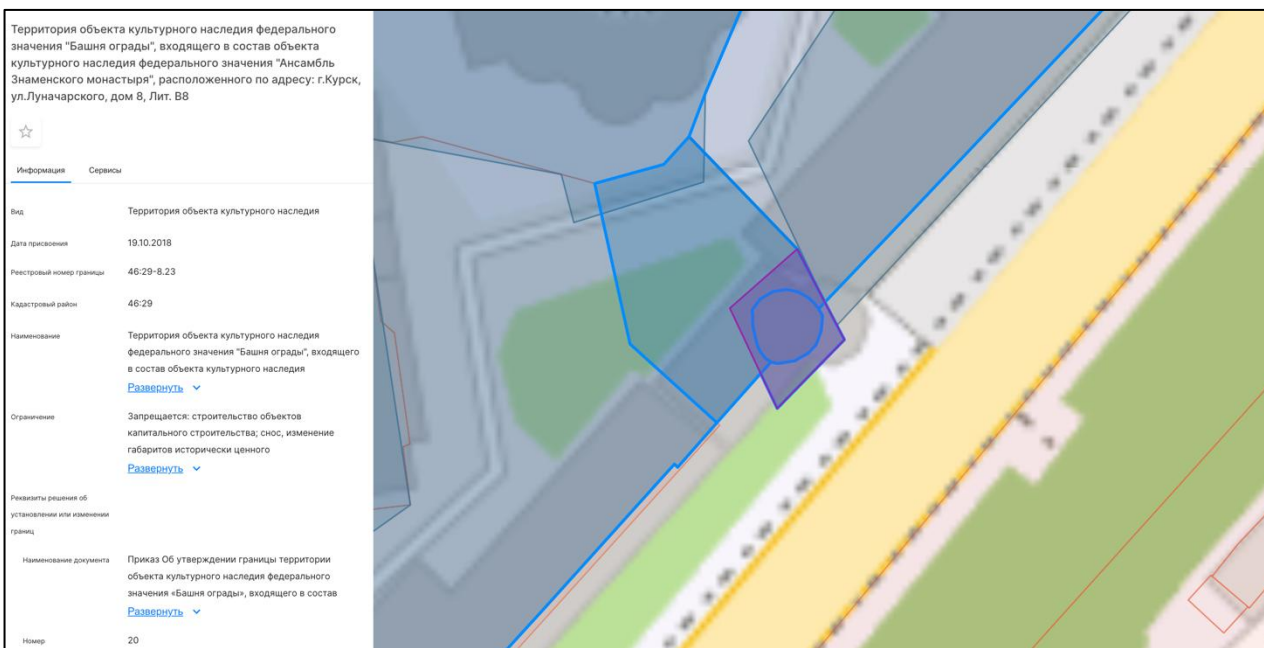 Территория объекта культурного наследия федерального
значения "Башня ограды", входящего в состав объекта
культурного наследия федерального значения "Ансамбль
Знаменского монастыря", расположенного по адресу: г.Курск,
ул.Луначарского, дом 8, Лит. В8
Информация Сервисы
Вид Территория объекта культурного наследия
Дата присвоения 19.10.2018
Реестровый номер границы 46:29-8.23
Кадастровый район 46:29
Наименование Территория объекта культурного наследия
федерального значения "Башня ограды", входящего
в состав объекта культурного наследия
Развернуть
Ограничение Запрещается: строительство объектов
капитального строительства; снос, изменение
габаритов исторически ценного
Развернуть
Реквизиты решения об
установлении или изменении
границ
Наименование документа Приказ Об утверждении границы территории
объекта культурного наследия федерального
значения «Башня ограды», входящего в состав
Развернуть
Номер 20